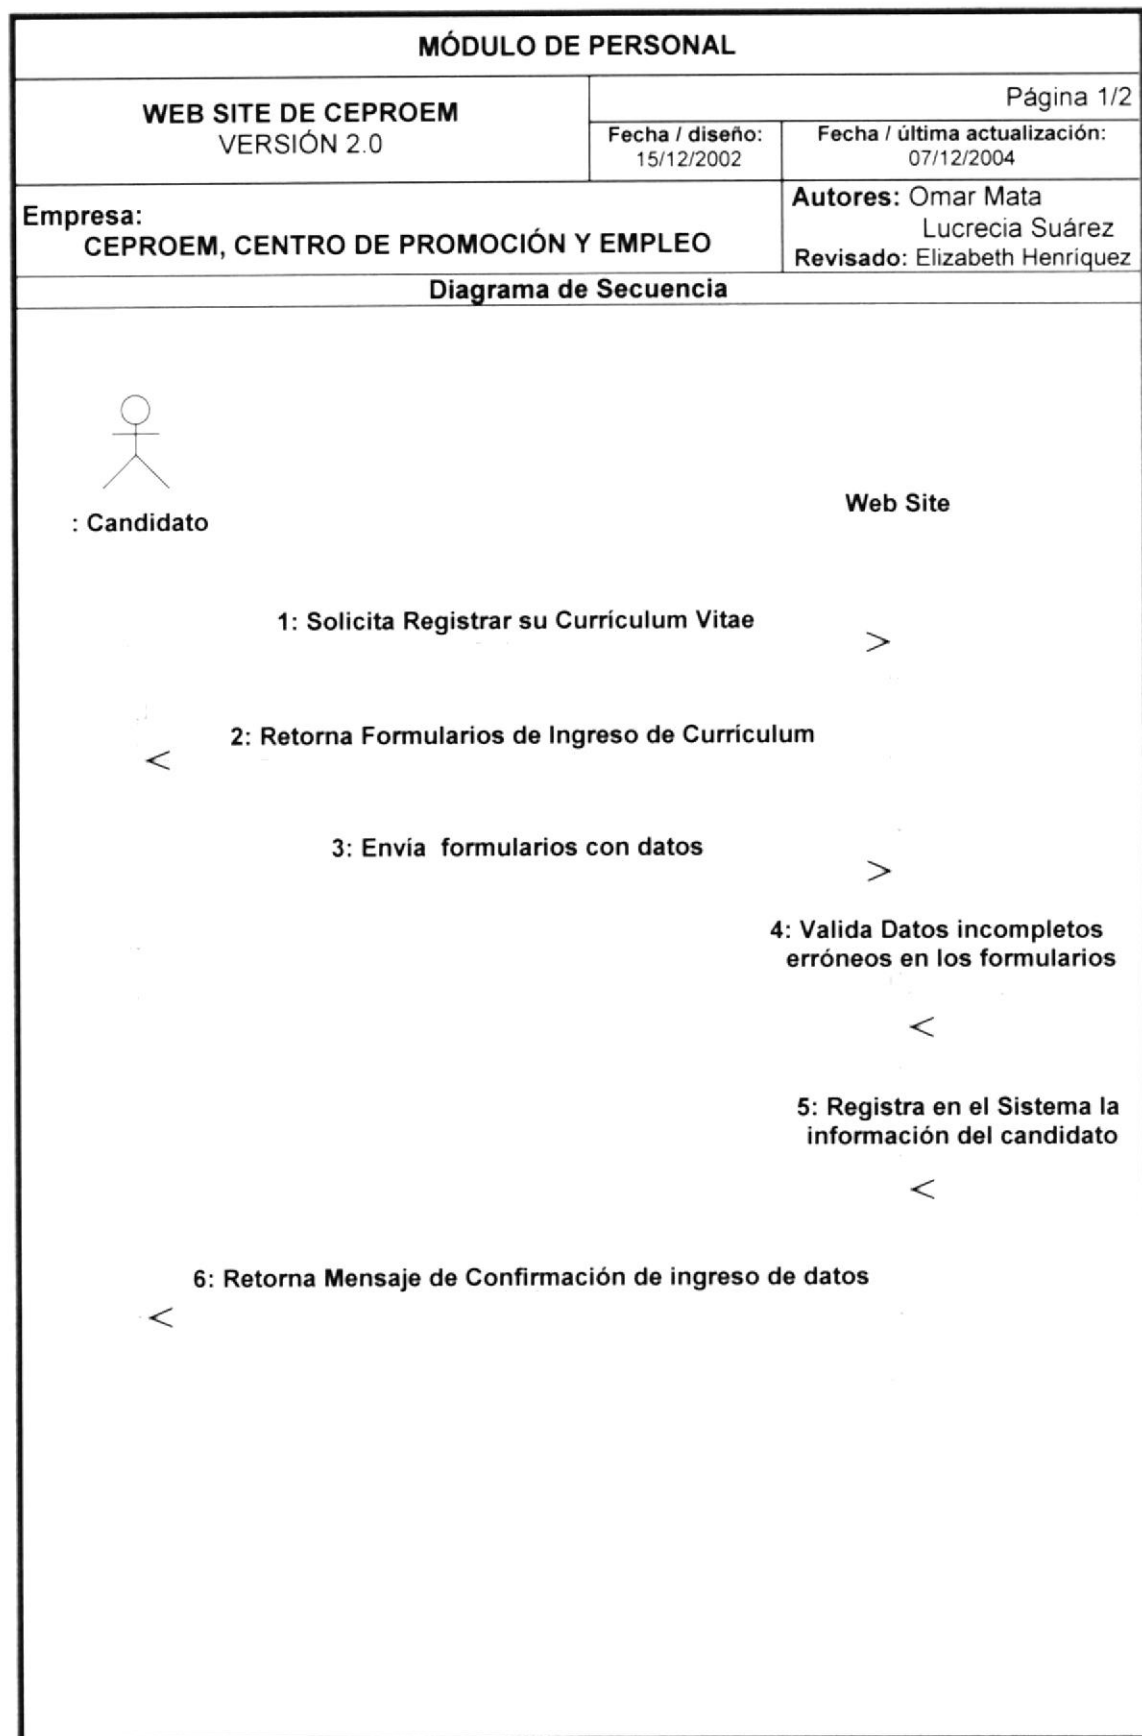 MÓDULO DE PERSONAL
WEB SITE DE CEPROEM
VERSIÓN 2.0
Página 1/2
Fecha / diseño:
15/12/2002
Fecha / última actualización:
07/12/2004
Empresa:
CEPROEM, CENTRO DE PROMOCIÓN Y EMPLEO
Autores: Omar Mata
Lucrecia Suárez
Revisado: Elizabeth Henríquez
Diagrama de Secuencia
: Candidato
Web Site
1: Solicita Registrar su Currículum Vitae
2: Retorna Formularios de Ingreso de Currículum
3: Envía formularios con datos
4: Valida Datos incompletos
erróneos en los formularios
5: Registra en el Sistema la
información del candidato
6: Retorna Mensaje de Confirmación de ingreso de datos